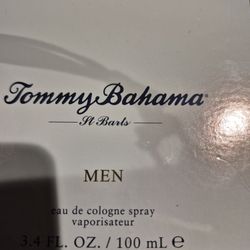 Tommy Bahama
St Barts
MEN
eau de cologne spray
vaporisateur
3.4 FL. OZ. / 100 mL e